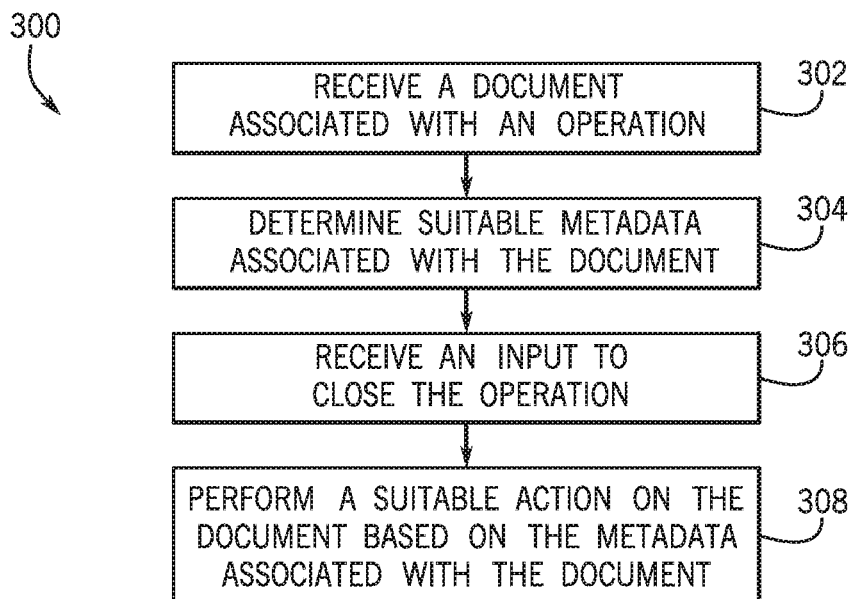 300
RECEIVE A DOCUMENT
ASSOCIATED WITH AN OPERATION
302
DETERMINE SUITABLE METADATA
ASSOCIATED WITH THE DOCUMENT
304
RECEIVE AN INPUT TO
CLOSE THE OPERATION
306
PERFORM A SUITABLE ACTION ON THE
DOCUMENT BASED ON THE METADATA
ASSOCIATED WITH THE DOCUMENT
308